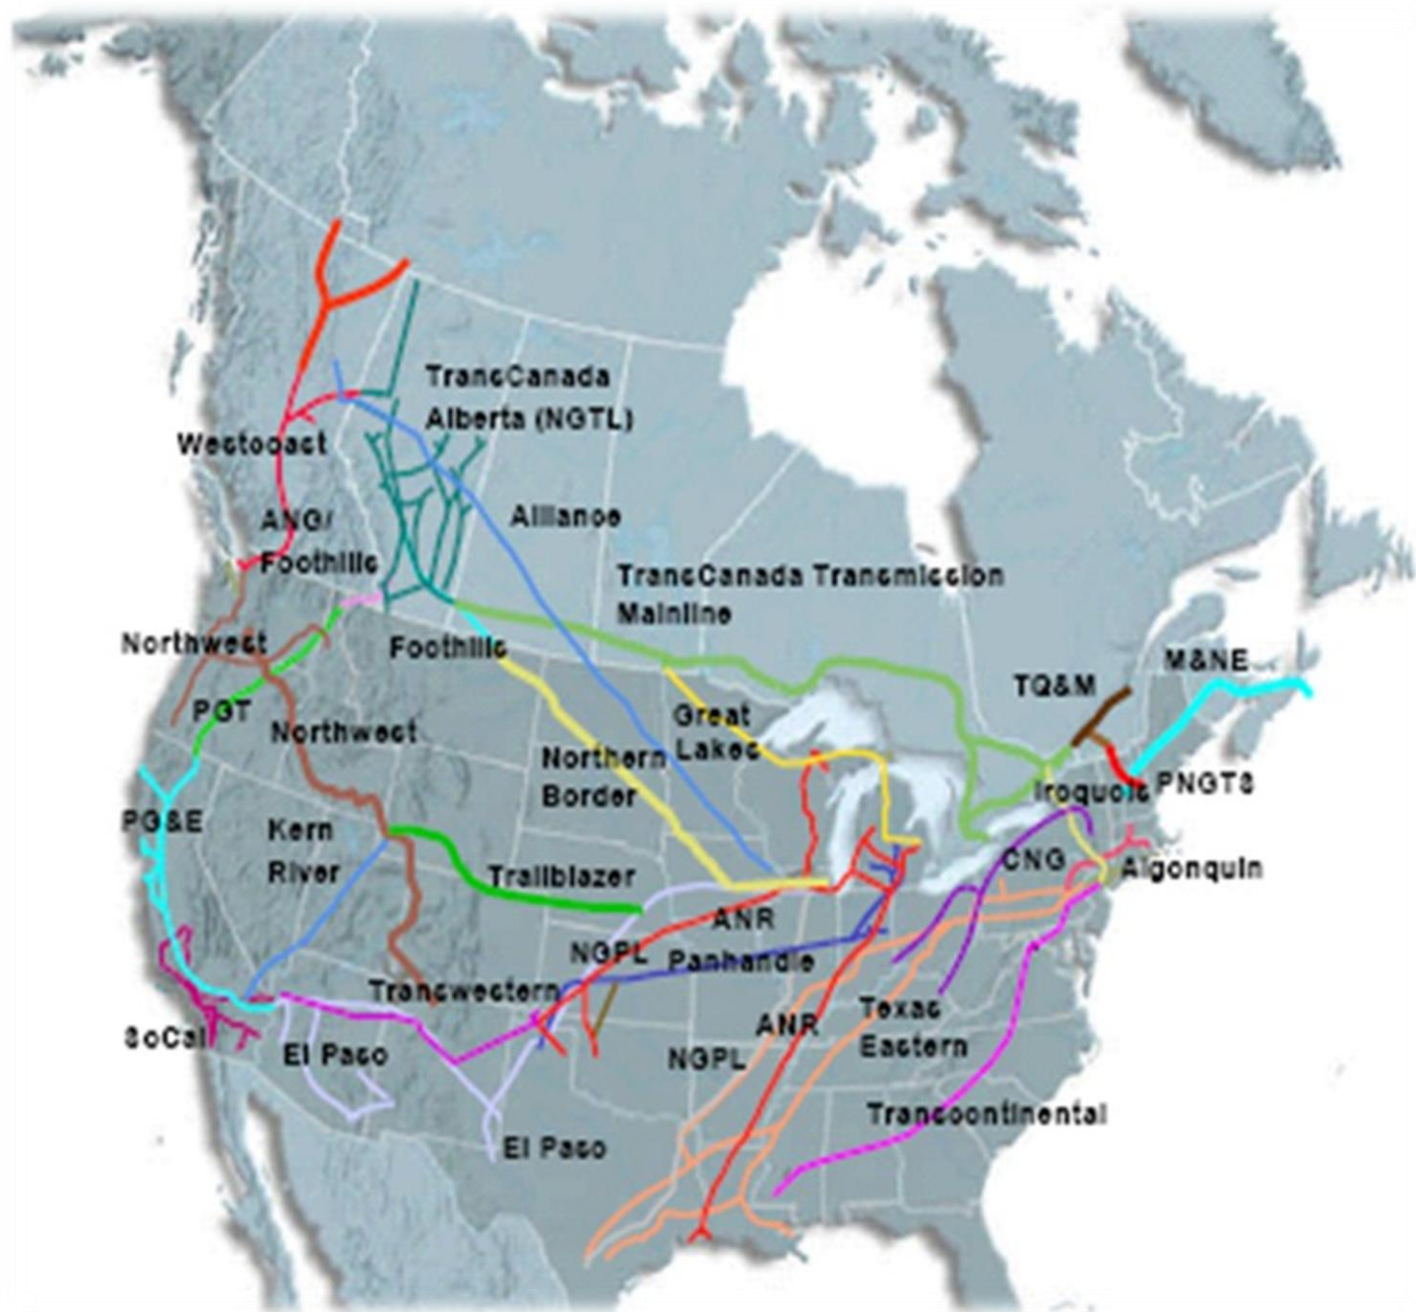 TransCanada
Alberta (NGTL)
Westcoast
ANG/
Foothills
Alliance
TransCanada Transmission
Mainline
Northwest
Foothills
M&NE
TQ&M
PGT
Northwest
Great
Lakes
Northern
Border
Iroquois
PNGTS
PG&E
Kern
River
Trailblazer
CNG
Algonquin
ANR
NGPL
Panhandle
Transwestern
Texas
Eastern
ANR
SoCal
El Paso
NGPL
Transcontinental
El Paso